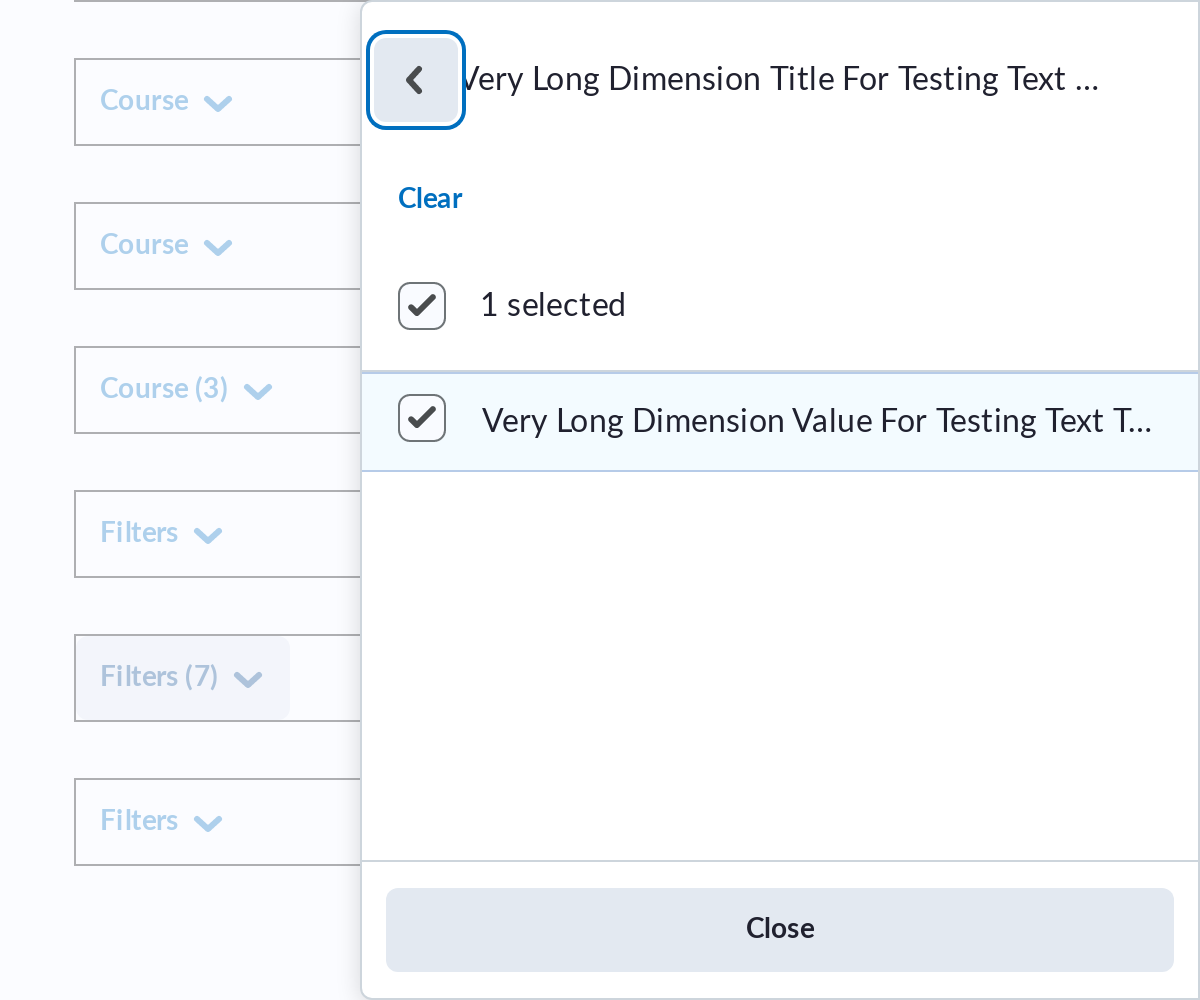 Course
Course
Course (3)
Filters
Filters (7)
Filters
Very Long Dimension Title For Testing Text ...
Clear
1 selected
Very Long Dimension Value For Testing Text T...
Close